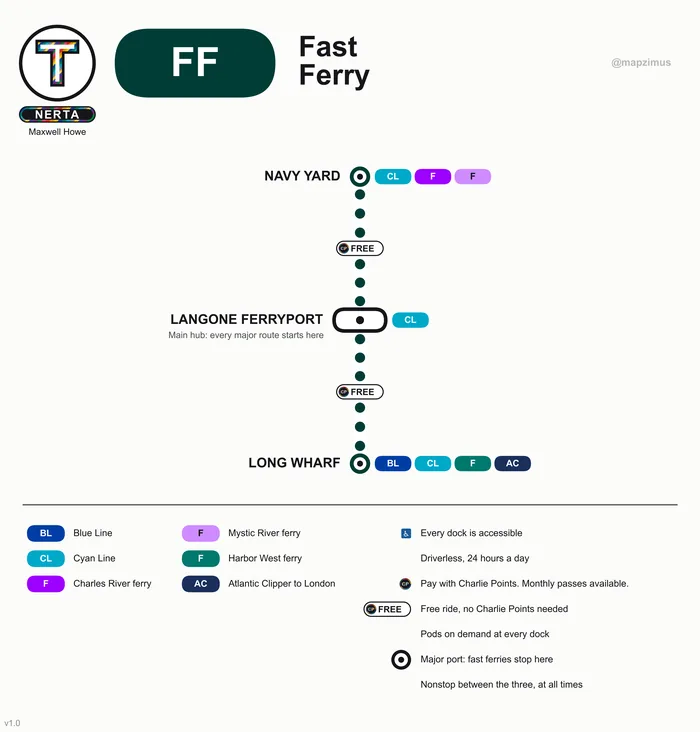 T
NERTA
Maxwell Howe
FF
Fast
Ferry
@mapzimus
NAVY YARD
CL F F
CP FREE
LANGONE FERRYPORT
CL
Main hub: every major route starts here
CP FREE
LONG WHARF
BL CL F AC
BL Blue Line
CL Cyan Line
F Charles River ferry
F Mystic River ferry
F Harbor West ferry
AC Atlantic Clipper to London
Every dock is accessible
Driverless, 24 hours a day
CP Pay with Charlie Points. Monthly passes available.
CP FREE Free ride, no Charlie Points needed
Pods on demand at every dock
Major port: fast ferries stop here
Nonstop between the three, at all times
v1.0